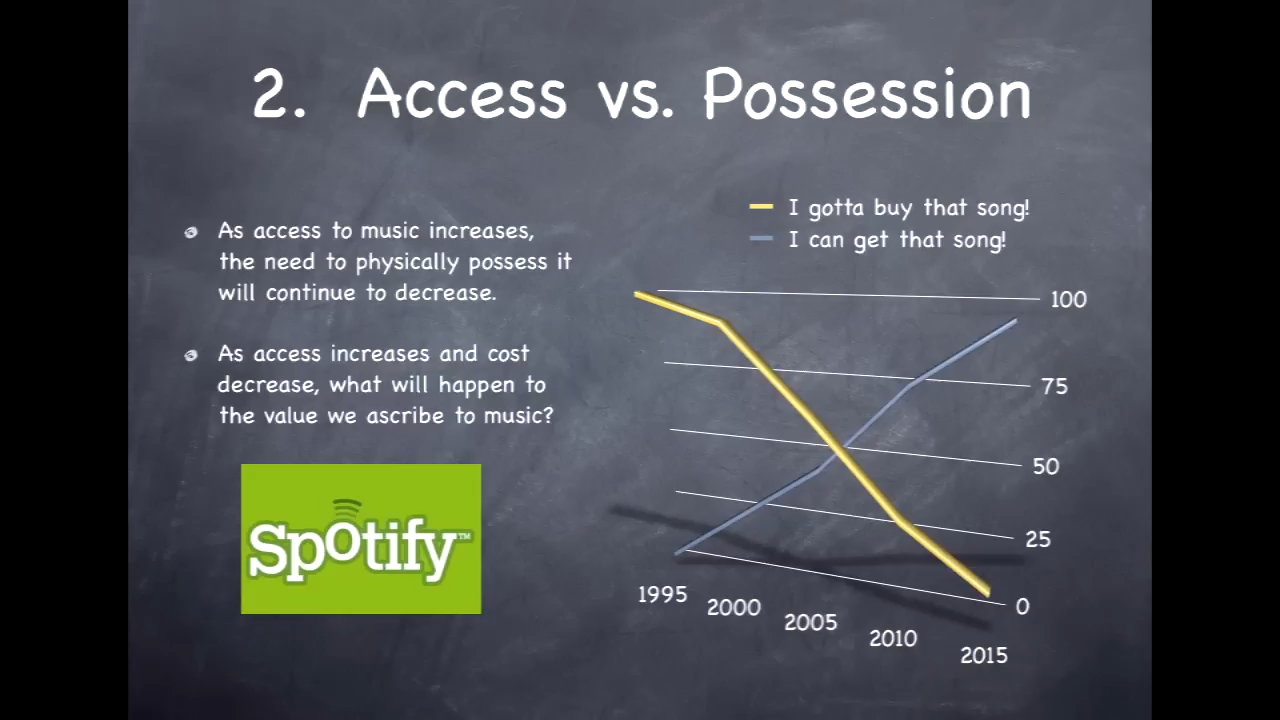 2. Access vs. Possession
As access to music increases,
the need to physically possess it
will continue to decrease.
As access increases and cost
decrease, what will happen to
the value we ascribe to music?
Spotify™
I gotta buy that song!
I can get that song!
100
75
50
25
0
1995
2000
2005
2010
2015